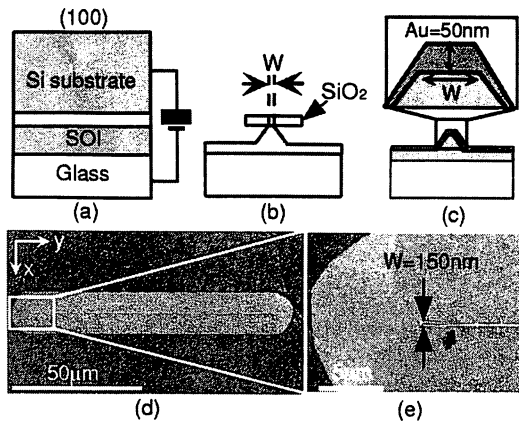 (100)
Si substrate
SOI
Glass
(a)
W
SiO₂
(b)
Au=50nm
W
(c)
y
x
50μm
(d)
W=150nm
(e)